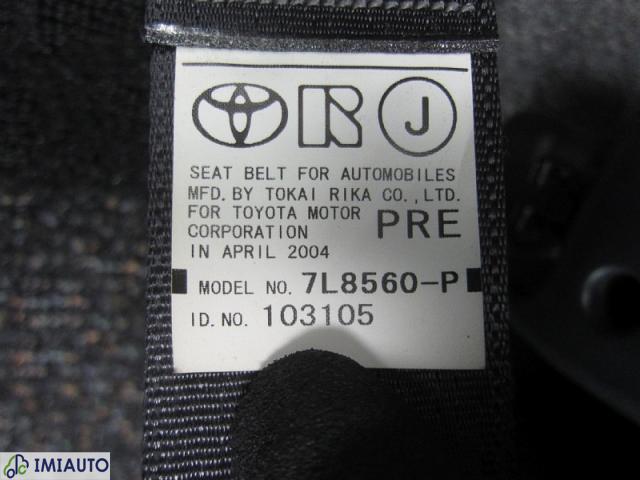 R J
SEAT BELT FOR AUTOMOBILES
MFD. BY TOKAI RIKA CO., LTD.
FOR TOYOTA MOTOR
CORPORATION PRE
IN APRIL 2004
MODEL NO. 7L8560-P
ID. NO. 103105
IMIAUTO